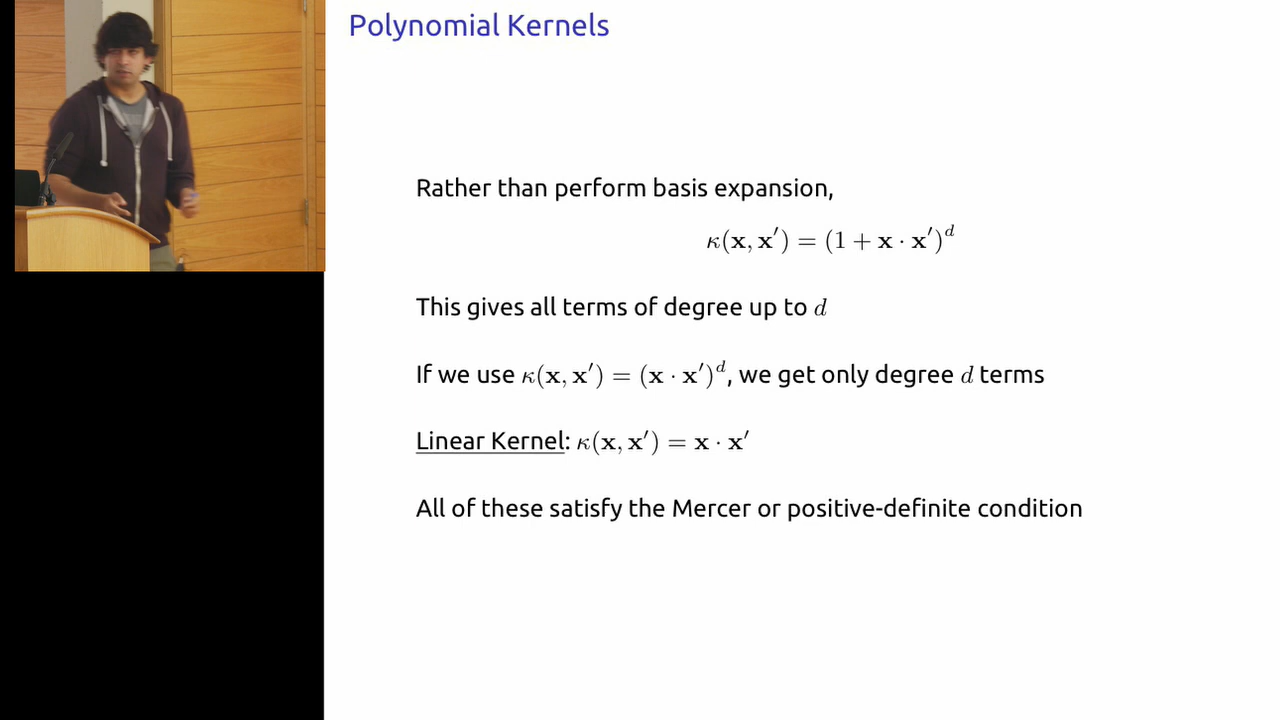 Polynomial Kernels
Rather than perform basis expansion,
κ(x, x′) = (1 + x · x′)^d
This gives all terms of degree up to d
If we use κ(x, x′) = (x · x′)^d, we get only degree d terms
Linear Kernel: κ(x, x′) = x · x′
All of these satisfy the Mercer or positive-definite condition